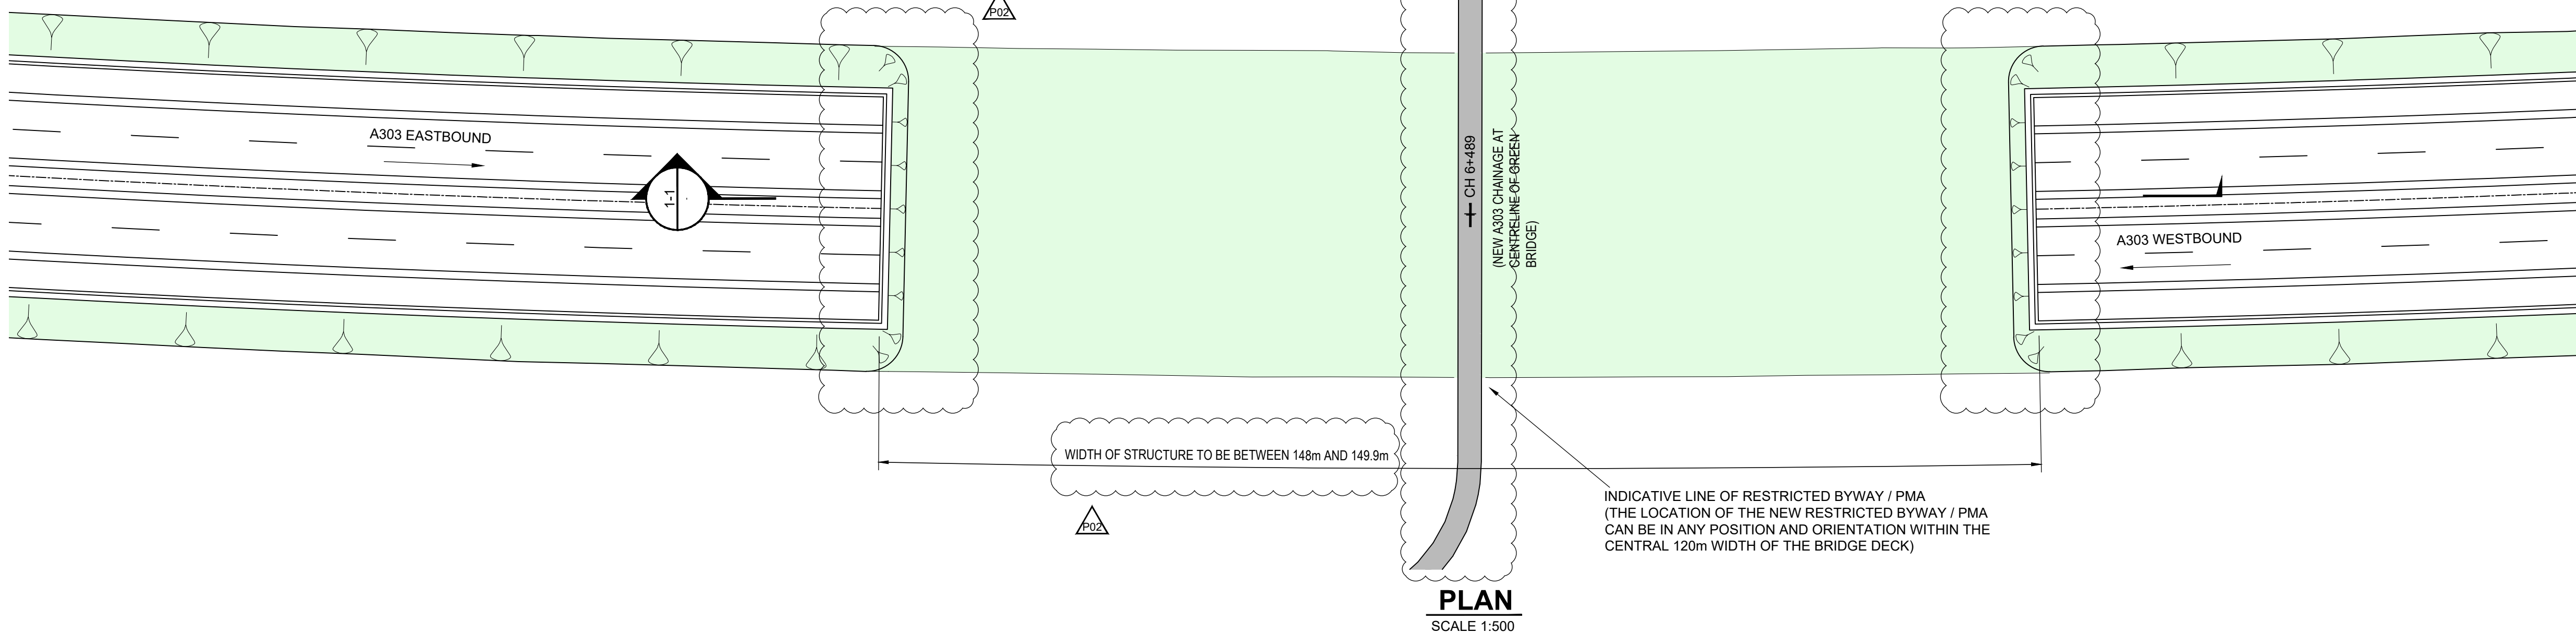 P02
A303 EASTBOUND
1-1
CH 6+489
(NEW A303 CHAINAGE AT
CENTRELINE OF GREEN
BRIDGE)
A303 WESTBOUND
WIDTH OF STRUCTURE TO BE BETWEEN 148m AND 149.9m
P02
INDICATIVE LINE OF RESTRICTED BYWAY / PMA
(THE LOCATION OF THE NEW RESTRICTED BYWAY / PMA
CAN BE IN ANY POSITION AND ORIENTATION WITHIN THE
CENTRAL 120m WIDTH OF THE BRIDGE DECK)
PLAN
SCALE 1:500